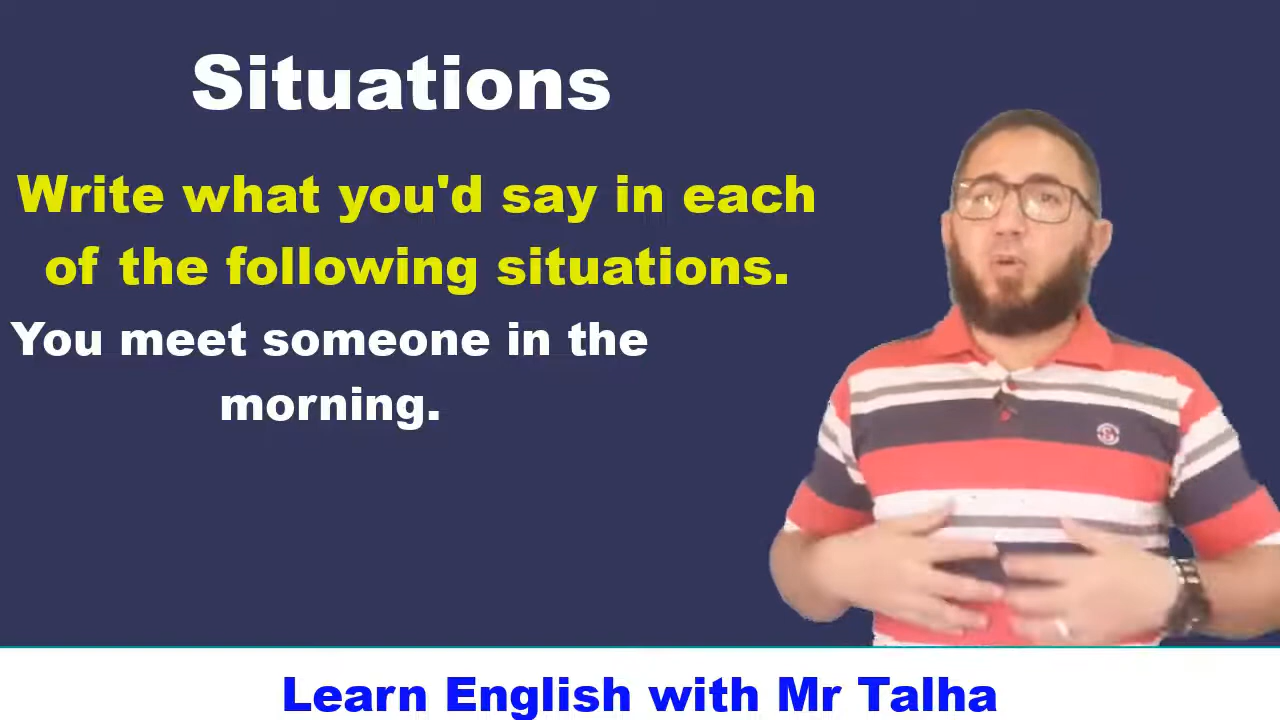 Situations
Write what you'd say in each
of the following situations.
You meet someone in the
morning.
Learn English with Mr Talha